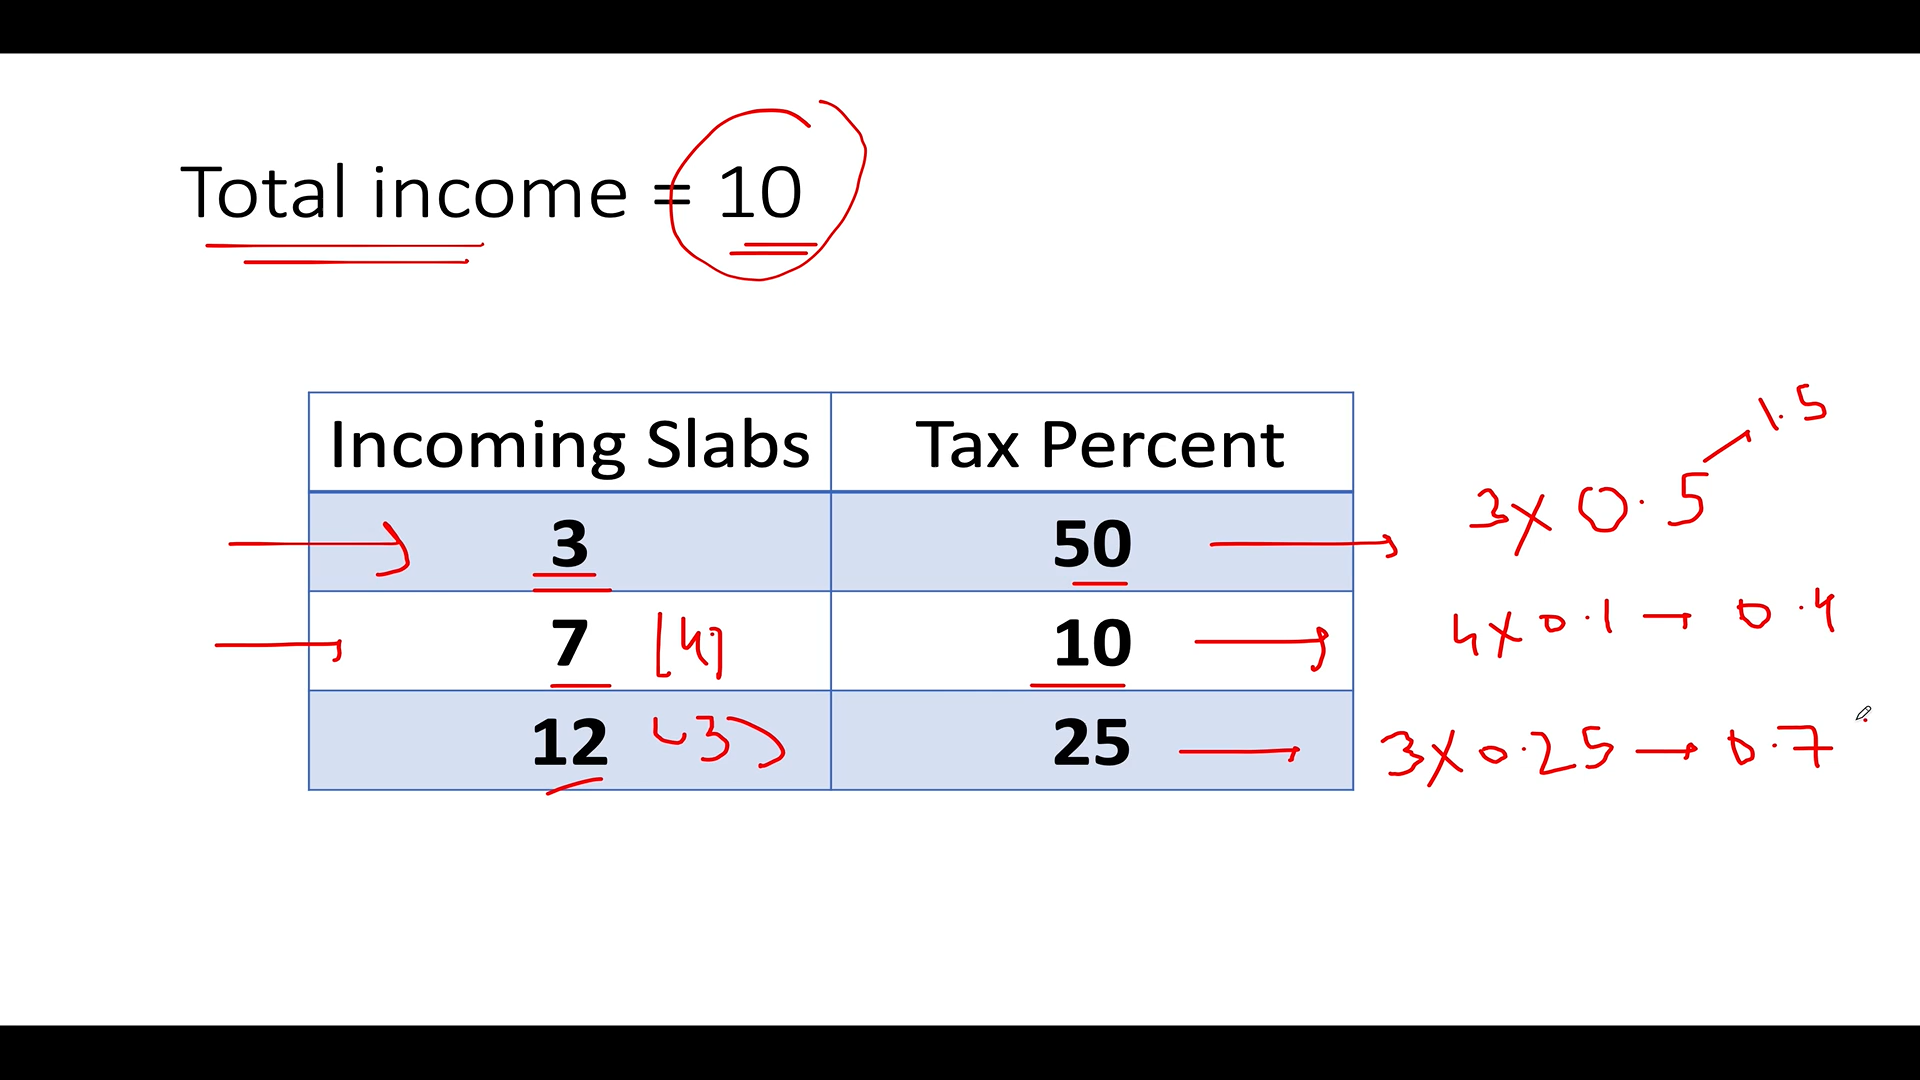 Total income = 10
Incoming Slabs Tax Percent
1.5
3 50 3x0.5
7 [4] 10 4x0.1 → 0.4
12 (3) 25 3x0.25 → 0.7